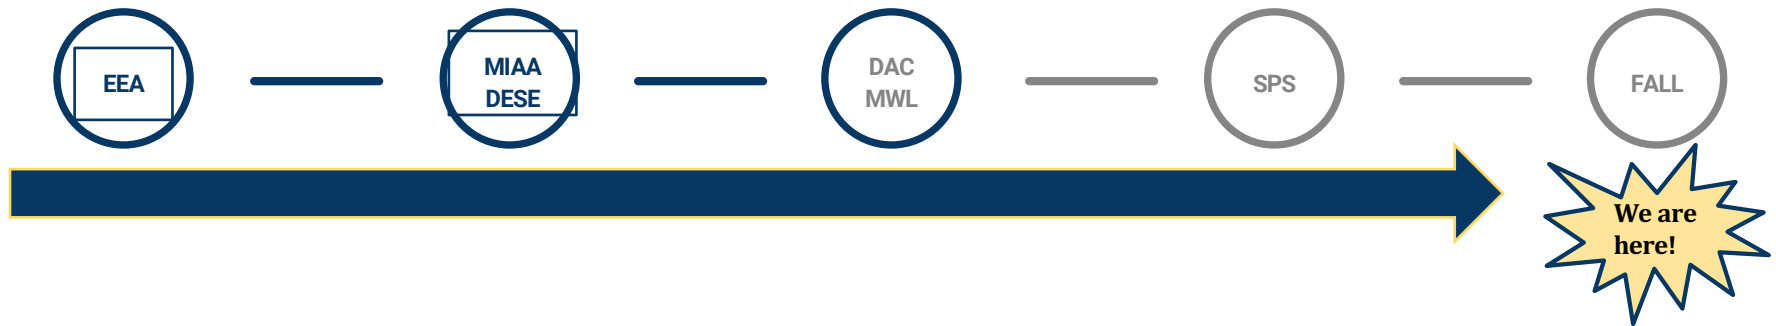 EEA
MIAA
DESE
DAC
MWL
SPS
FALL
We are
here!